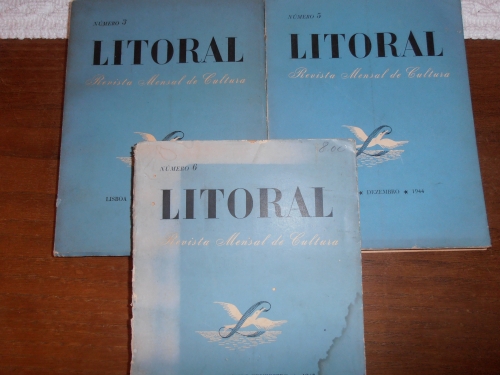 NÚMERO 3
LITORAL
Revista Mensal de Cultura
LISBOA
NÚMERO 5
LITORAL
Revista Mensal de Cultura
L
DEZEMBRO ★ 1944
NÚMERO 6
LITORAL
Revista Mensal de Cultura
L